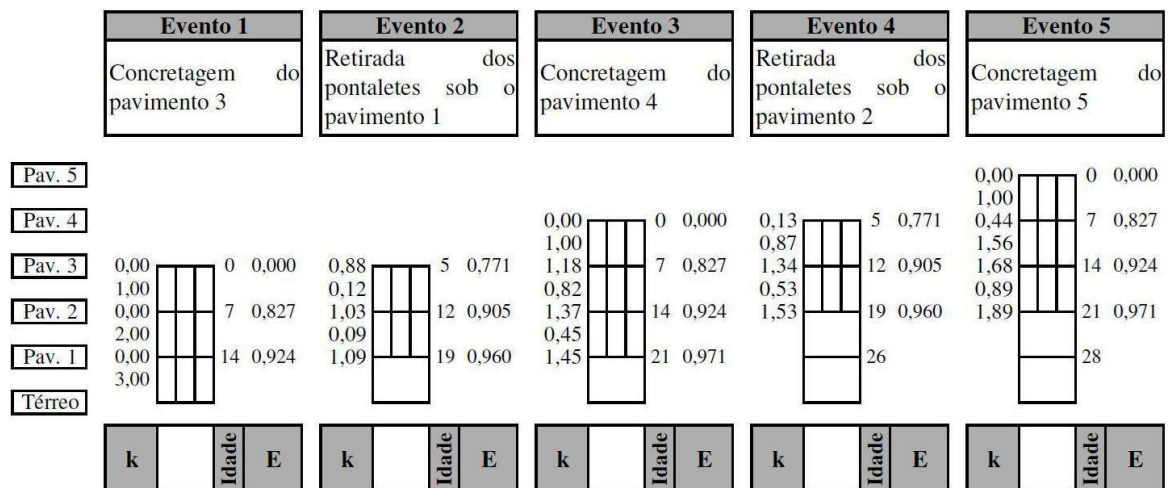 Evento 1 Evento 2 Evento 3 Evento 4 Evento 5
Concretagem do
pavimento 3
Retirada dos
pontaletes sob o
pavimento 1
Concretagem do
pavimento 4
Retirada dos
pontaletes sob o
pavimento 2
Concretagem do
pavimento 5
Pav. 5 0,00 0 0,000
1,00
Pav. 4 0,00 0 0,000 0,13 5 0,771 0,44 7 0,827
1,00 0,87 1,56
Pav. 3 0,00 0 0,000 0,88 5 0,771 1,18 7 0,827 1,34 12 0,905 1,68 14 0,924
1,00 0,12 0,82 0,53 0,89
Pav. 2 0,00 7 0,827 1,03 12 0,905 1,37 14 0,924 1,53 19 0,960 1,89 21 0,971
2,00 0,09 0,45
Pav. 1 0,00 14 0,924 1,09 19 0,960 1,45 21 0,971 26 28
3,00
Térreo
k Idade E k Idade E k Idade E k Idade E k Idade E